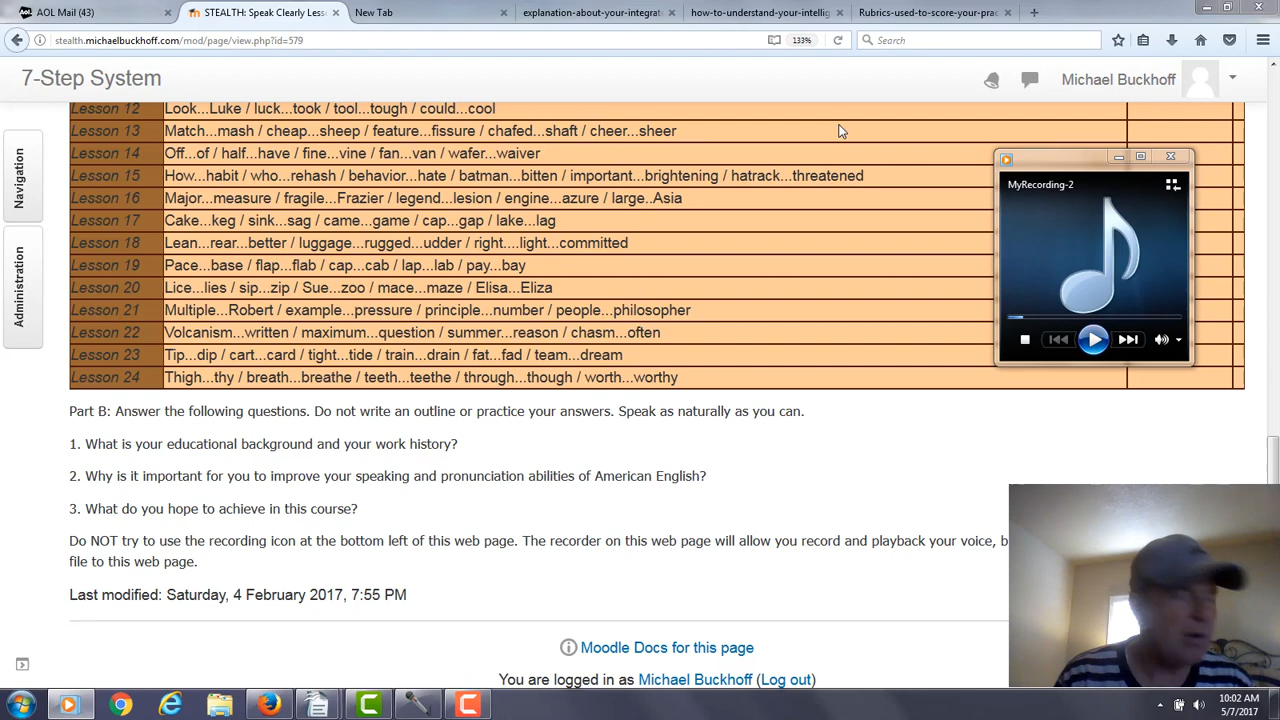 AOL Mail (43)
STEALTH: Speak Clearly Less
New Tab
explanation-about-your-integrat
how-to-understand-your-intellig
Rubrics-used-to-score-your-prac
stealth.michaelbuckhoff.com/mod/page/view.php?id=579
133%
Search
7-Step System
Michael Buckhoff
Navigation
Administration
Lesson 12 Look...Luke / luck...took / tool...tough / could...cool
Lesson 13 Match...mash / cheap...sheep / feature...fissure / chafed...shaft / cheer...sheer
Lesson 14 Off...of / half...have / fine...vine / fan...van / wafer...waiver
Lesson 15 How...habit / who...rehash / behavior...hete / batman...bitten / important...brightening / hatrack...threatened
Lesson 16 Major...measure / fragile...Frazier / legend...lesion / engine...azure / large..Asia
Lesson 17 Cake...keg / sink...sag / came...game / cap...gap / lake...lag
Lesson 18 Lean...rear...better / luggage...rugged...udder / right....light...committed
Lesson 19 Pace...base / flap...flab / cap...cab / lap...lab / pay...bay
Lesson 20 Lice...lies / sip...zip / Sue...zoo / mace...maze / Elisa...Eliza
Lesson 21 Multiple...Robert / example...pressure / principle...number / people...philosopher
Lesson 22 Volcanism...written / maximum...question / summer...reason / chasm...often
Lesson 23 Tip...dip / cart...card / tight...tide / train...drain / fat...fad / team...dream
Lesson 24 Thigh...thy / breath...breathe / teeth...teethe / through...though / worth...worthy
MyRecording-2
Part B: Answer the following questions. Do not write an outline or practice your answers. Speak as naturally as you can.
1. What is your educational background and your work history?
2. Why is it important for you to improve your speaking and pronunciation abilities of American English?
3. What do you hope to achieve in this course?
Do NOT try to use the recording icon at the bottom left of this web page. The recorder on this web page will allow you record and playback your voice, b
file to this web page.
Last modified: Saturday, 4 February 2017, 7:55 PM
Moodle Docs for this page
You are logged in as Michael Buckhoff (Log out)
10:02 AM
5/7/2017